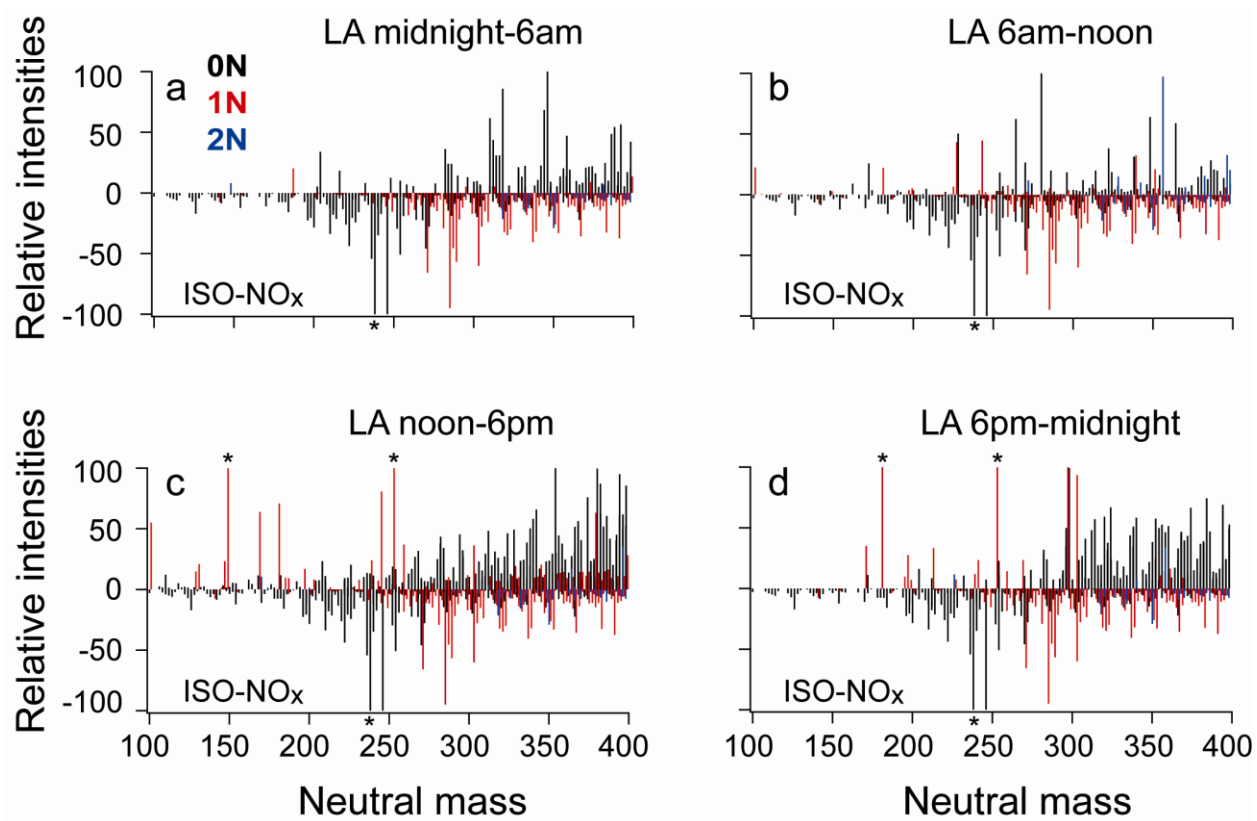 LA midnight-6am
LA 6am-noon
Relative intensities
100
50
0
-50
-100
a
0N
1N
2N
ISO-NOx
*
b
ISO-NOx
*
LA noon-6pm
LA 6pm-midnight
Relative intensities
100
50
0
-50
-100
c
*
*
ISO-NOx
*
d
*
*
ISO-NOx
*
100 150 200 250 300 350 400
100 150 200 250 300 350 400
Neutral mass
Neutral mass